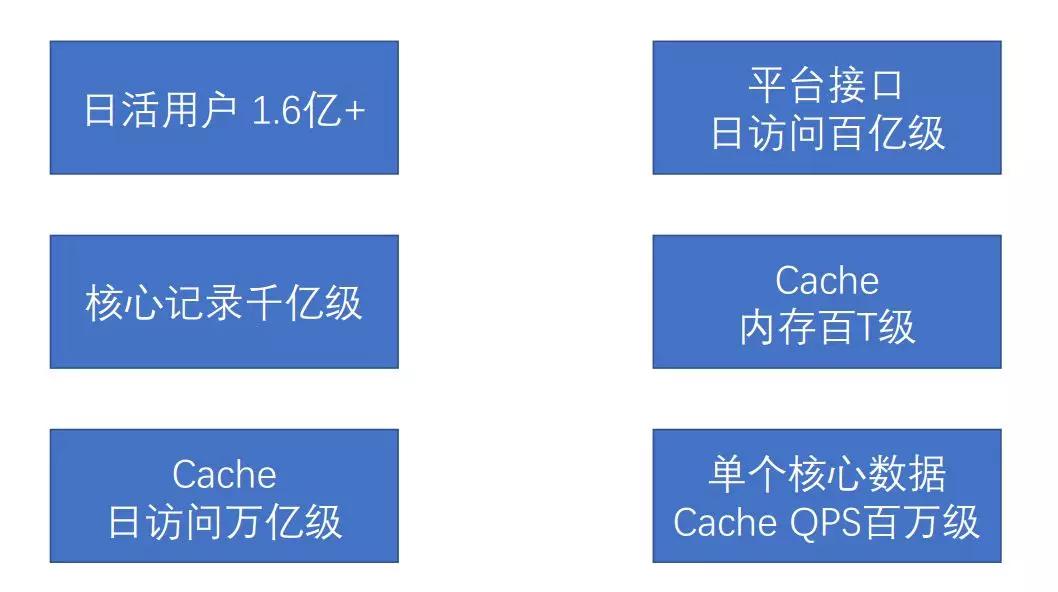 日活用户 1.6亿+
平台接口
日访问百亿级
核心记录千亿级
Cache
内存百T级
Cache
日访问万亿级
单个核心数据
Cache QPS百万级